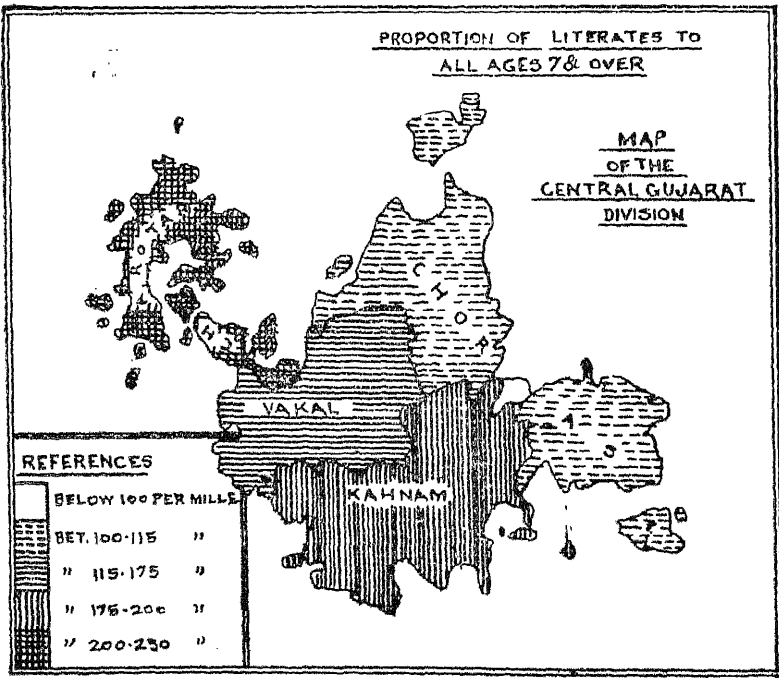 PROPORTION OF LITERATES TO
ALL AGES 7 & OVER
MAP
OF THE
CENTRAL GUJARAT
DIVISION
CHOR
VAKAL
KAHNAM
REFERENCES
BELOW 100 PER MILLE
BET. 100-115 "
" 115-175 "
" 175-200 "
" 200-250 "